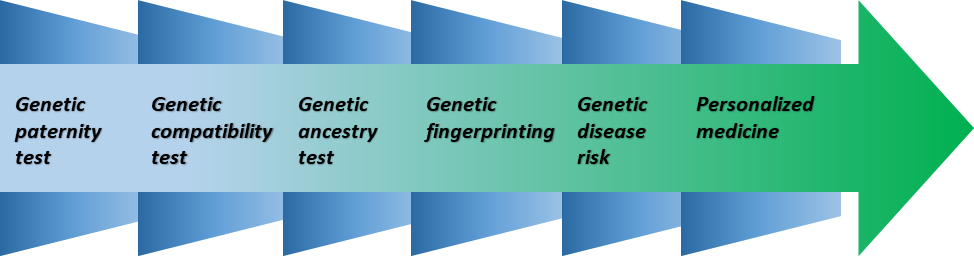 Genetic
paternity
test
Genetic
compatibility
test
Genetic
ancestry
test
Genetic
fingerprinting
Genetic
disease
risk
Personalized
medicine